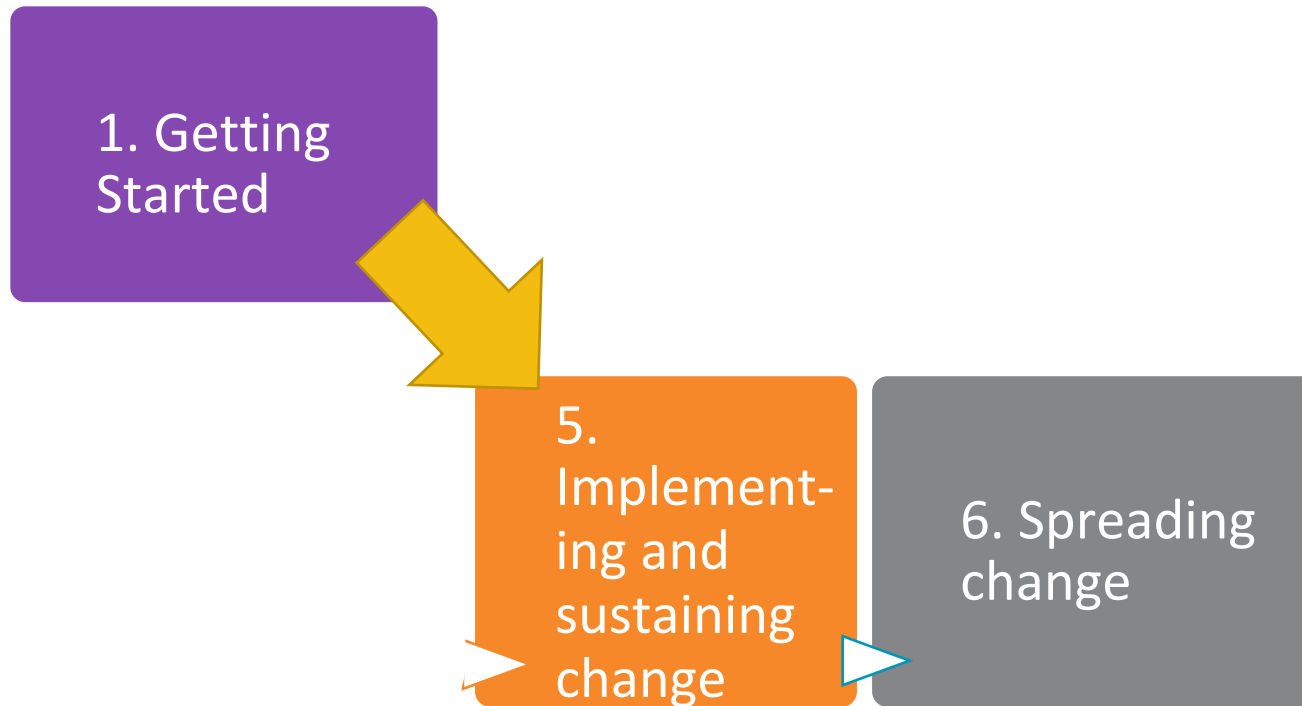 1. Getting
Started
5.
Implement-
ing and
sustaining
change
6. Spreading
change